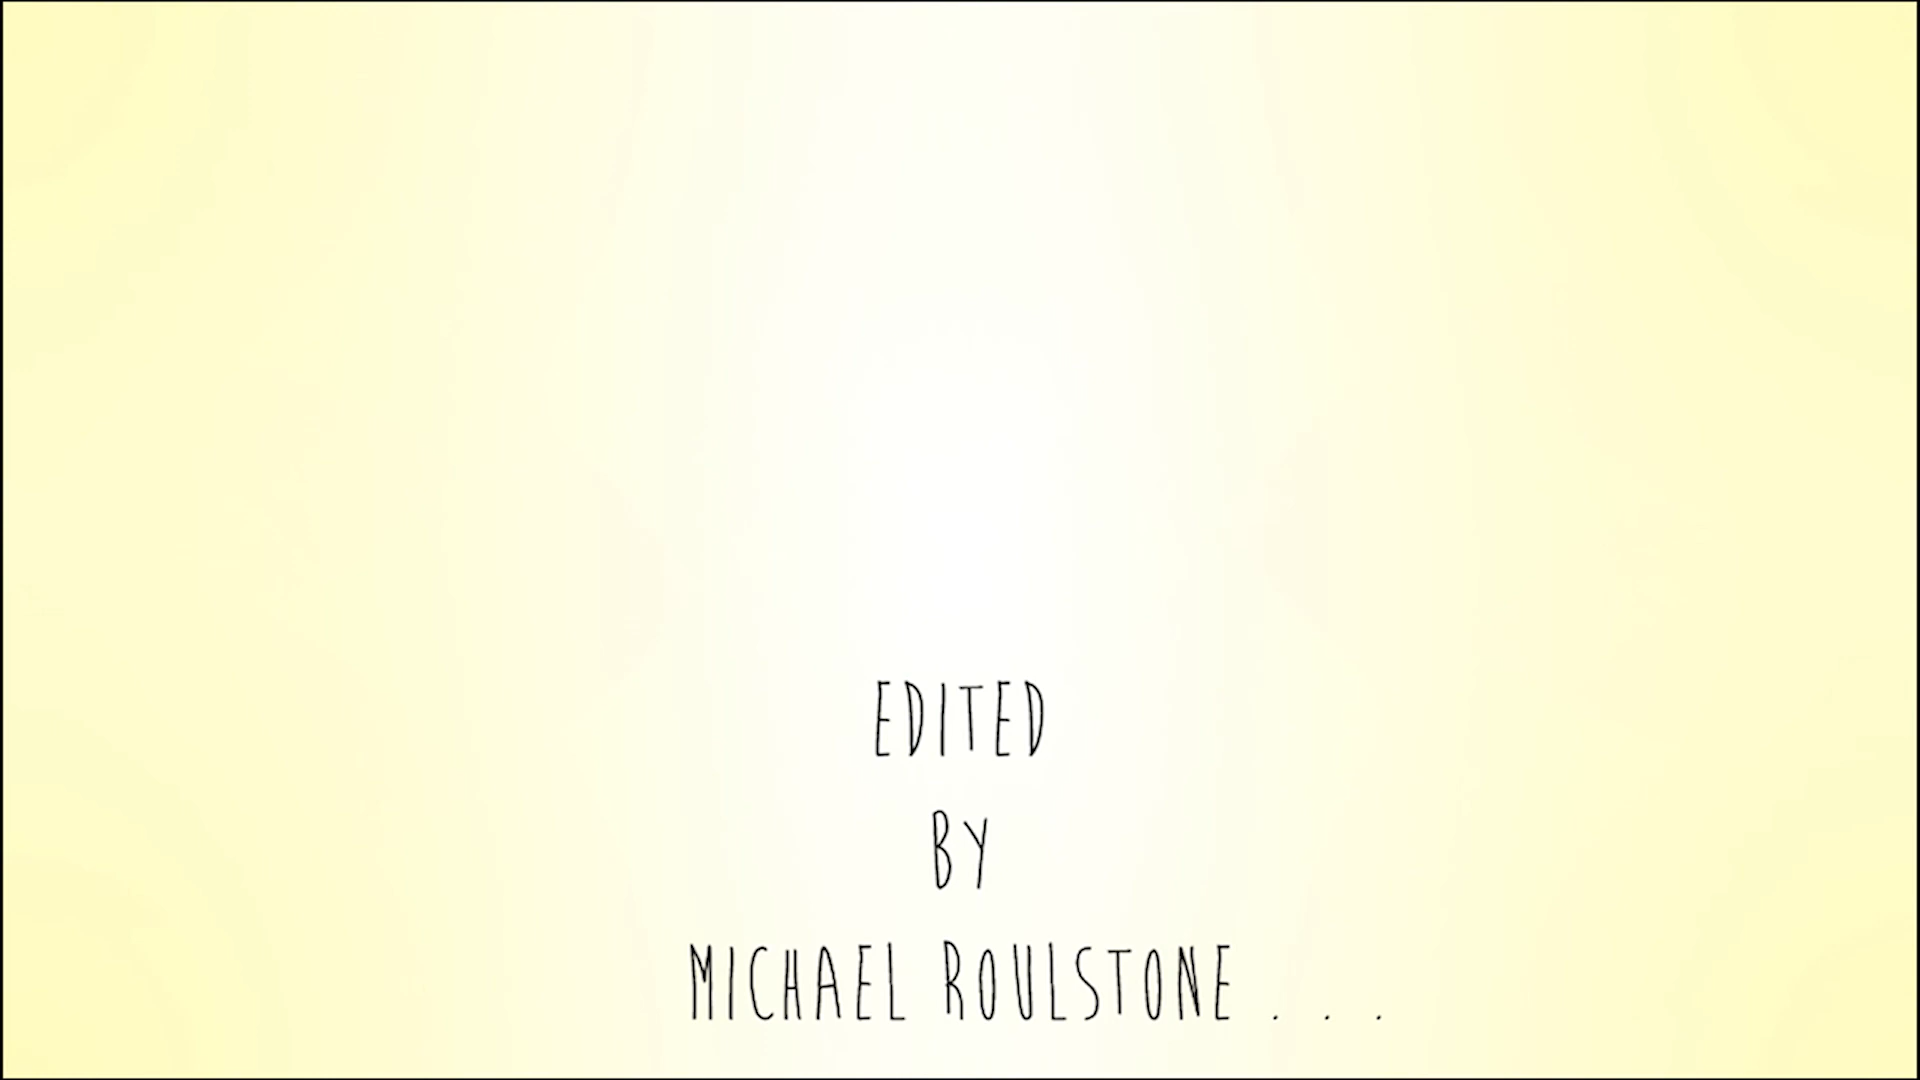 EDITED
BY
MICHAEL ROULSTONE . . .